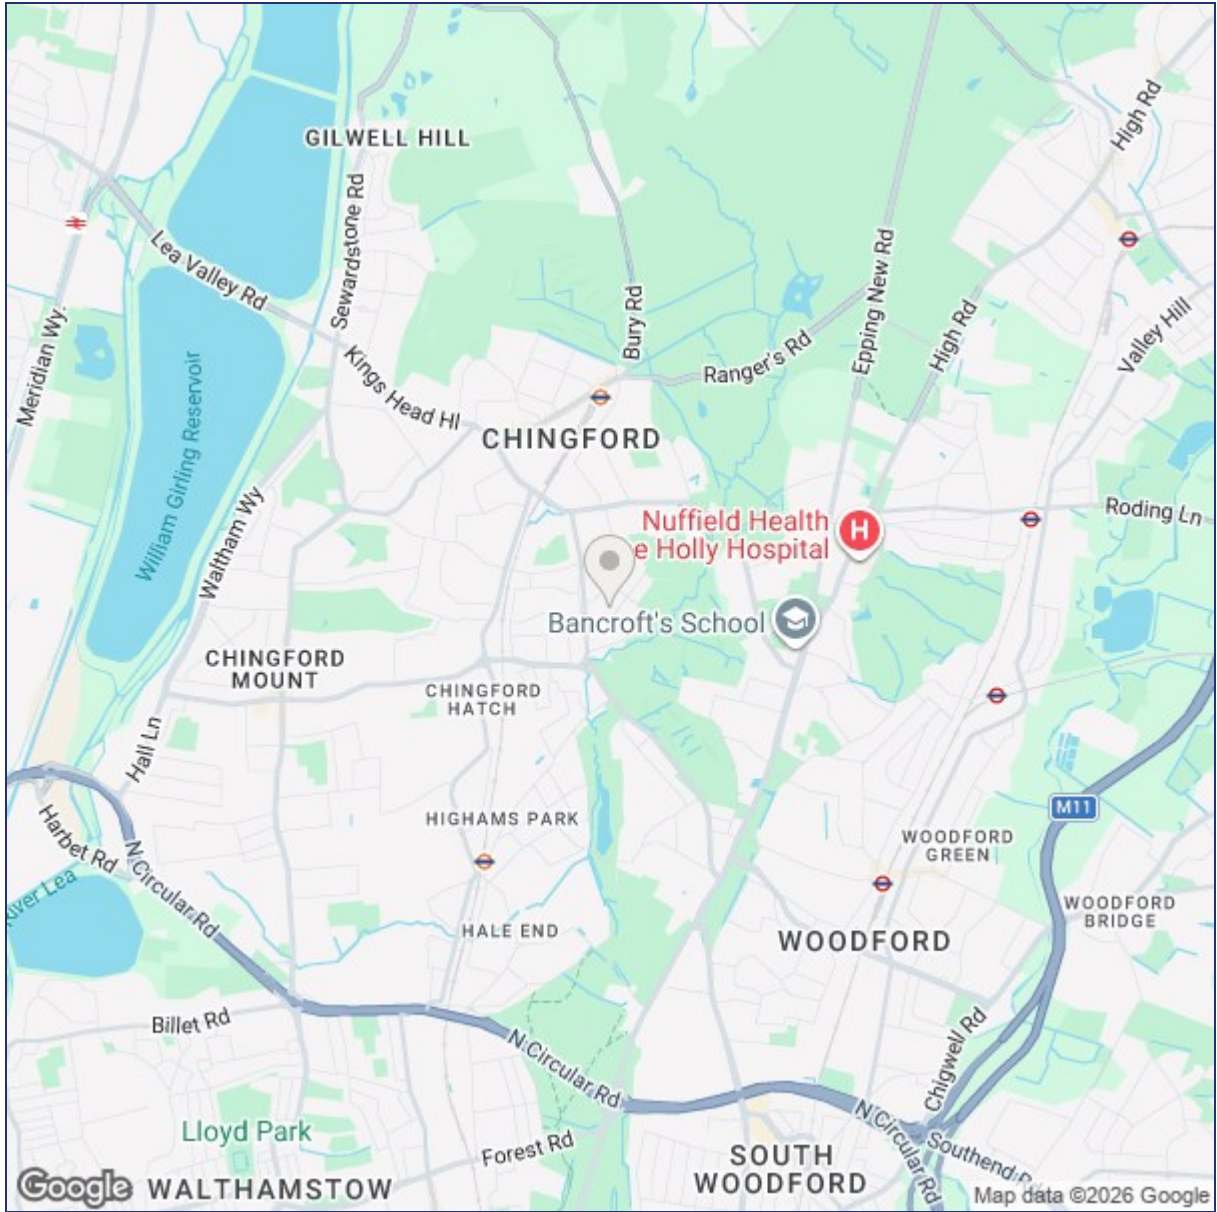 High Rd
GILWELL HILL
Sewardstone Rd
Lea Valley Rd
Epping New Rd
Bury Rd
High Rd
Valley Hill
Meridian Wy.
Ranger's Rd
Kings Head Hl
William Girling Reservoir
CHINGFORD
Waltham Wy
Roding Ln
Nuffield Health
e Holly Hospital
H
Bancroft's School
CHINGFORD
MOUNT
CHINGFORD
HATCH
Hall Ln
M11
Harbet Rd
HIGHAMS PARK
WOODFORD
GREEN
N Circular Rd
River Lea
WOODFORD
BRIDGE
HALE END
WOODFORD
Billet Rd
N Circular Rd
Chigwell Rd
Lloyd Park
Forest Rd
N Circular Rd
Southend Rd
SOUTH
WOODFORD
Google
WALTHAMSTOW
Map data ©2026 Google